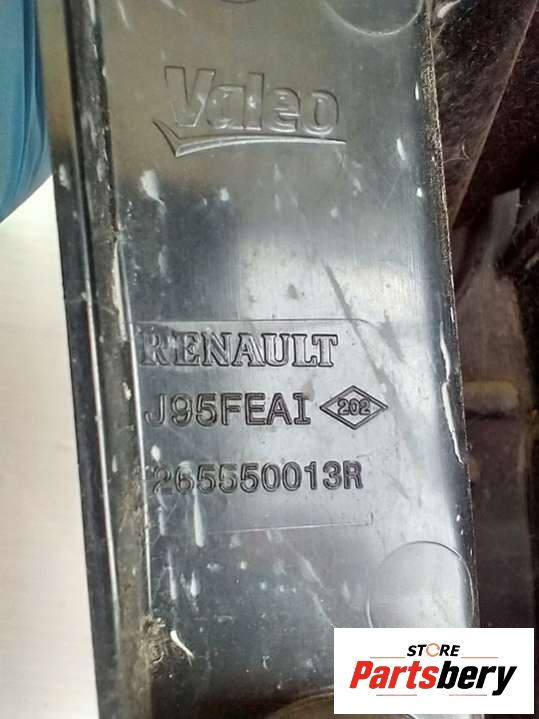 Valeo
RENAULT
J95FEAI 202
265550013R
STORE
Partsbery